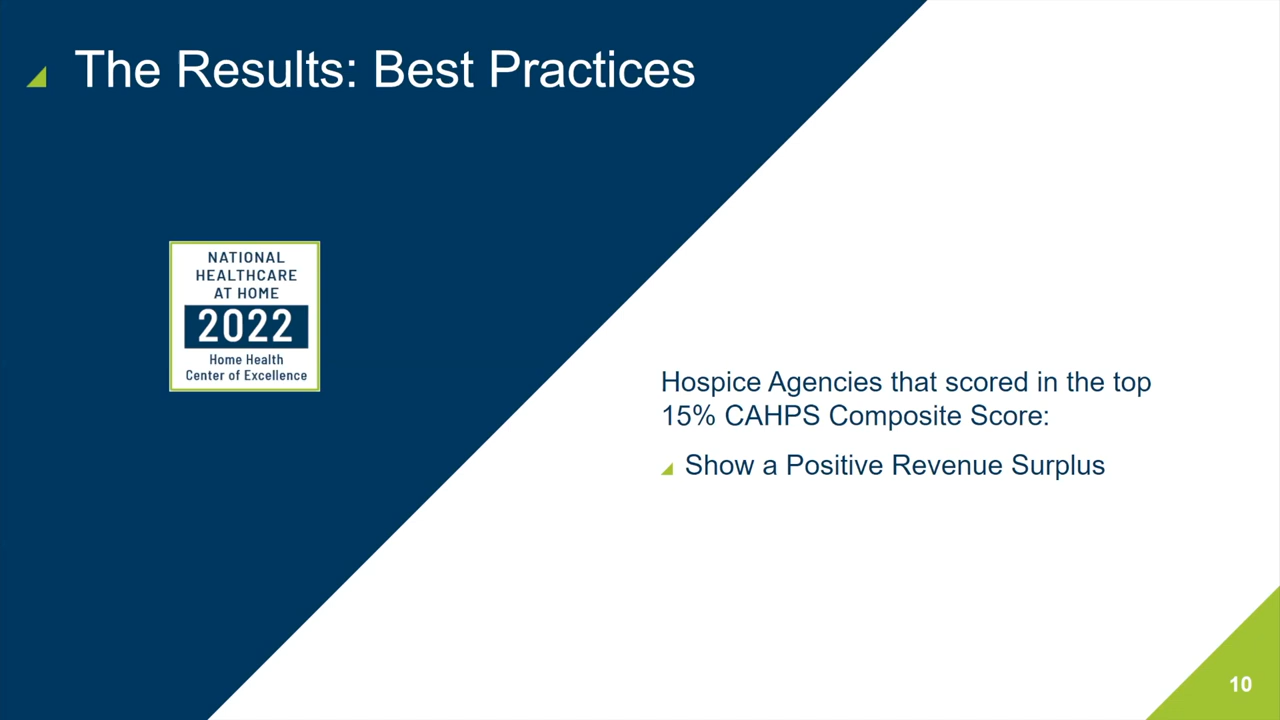 The Results: Best Practices
NATIONAL
HEALTHCARE
AT HOME
2022
Home Health
Center of Excellence
Hospice Agencies that scored in the top
15% CAHPS Composite Score:
Show a Positive Revenue Surplus
10